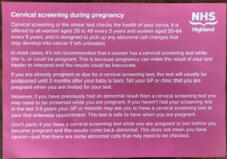 Cervical screening during pregnancy
NHS
Highland
Cervical screening or the smear test checks the health of your cervix. It is
offered to all women aged 25 to 49 every 3 years and women aged 50-64
every 5 years, and is designed to pick up any abnormal cell changes that
may develop into cancer if left untreated.
In most cases, it's not recommended that a woman has a cervical screening test while
she is, or could be pregnant. This is because pregnancy can make the result of your test
harder to interpret and the results could be inaccurate.
If you are already pregnant or due for a cervical screening test, the test will usually be
postponed until 3 months after your baby is born. Tell your GP or clinic that you are
pregnant when you are invited for your test.
However, if you have previously had an abnormal result from a cervical screening test you
may need to be screened while you are pregnant. If you haven't had your screening test
in the last 3-5 years your GP or midwife may ask you to have a cervical screening test at
your first antenatal appointment. This test is safe to have when you are pregnant.
Don't panic if you have a cervical screening test while you are pregnant or just before you
became pregnant and the results come back abnormal. This does not mean you have
cancer—just that there are some abnormal cells that may need to be checked.